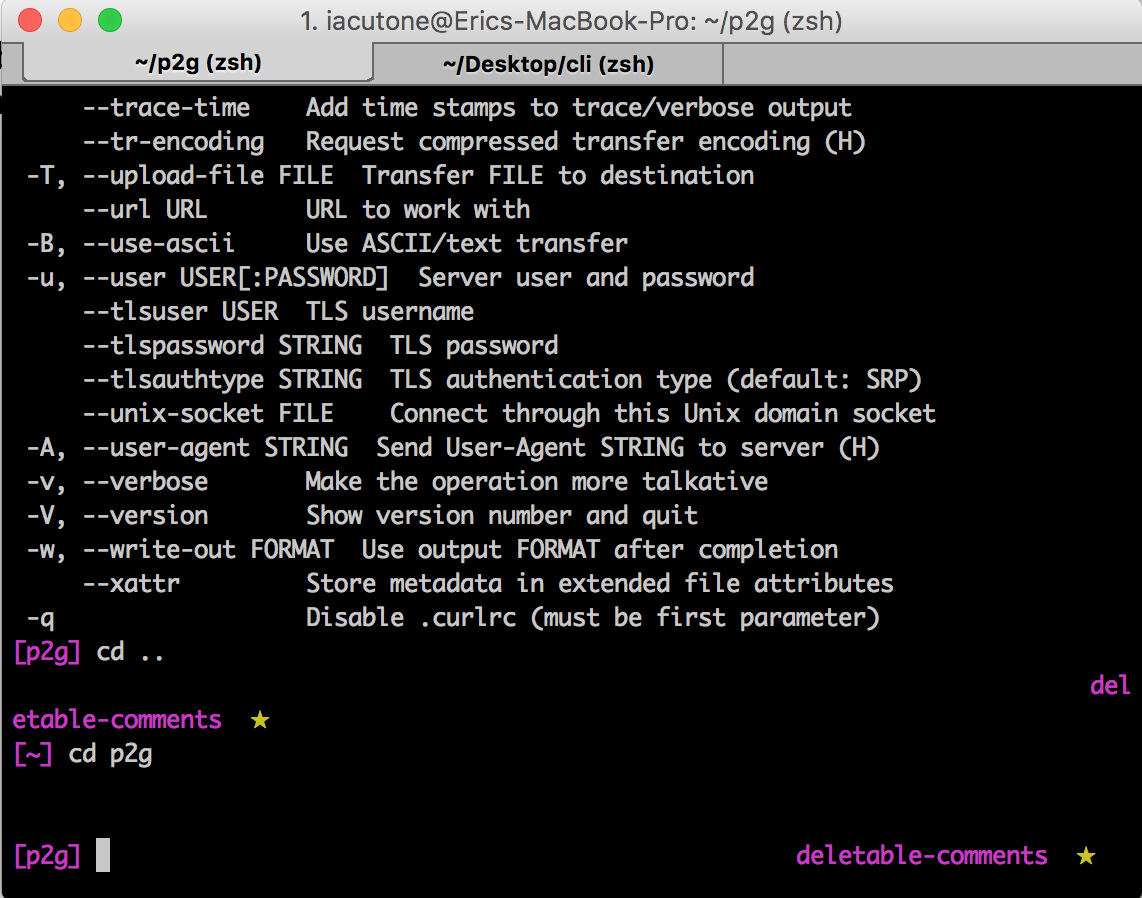 1. iacutone@Erics-MacBook-Pro: ~/p2g (zsh)
~/p2g (zsh) ~/Desktop/cli (zsh)
--trace-time Add time stamps to trace/verbose output
--tr-encoding Request compressed transfer encoding (H)
-T, --upload-file FILE Transfer FILE to destination
--url URL URL to work with
-B, --use-ascii Use ASCII/text transfer
-u, --user USER[:PASSWORD] Server user and password
--tlsuser USER TLS username
--tlspassword STRING TLS password
--tlsauthtype STRING TLS authentication type (default: SRP)
--unix-socket FILE Connect through this Unix domain socket
-A, --user-agent STRING Send User-Agent STRING to server (H)
-v, --verbose Make the operation more talkative
-V, --version Show version number and quit
-w, --write-out FORMAT Use output FORMAT after completion
--xattr Store metadata in extended file attributes
-q Disable .curlrc (must be first parameter)
[p2g] cd ..
del
etable-comments ★
[~] cd p2g
[p2g] deletable-comments ★